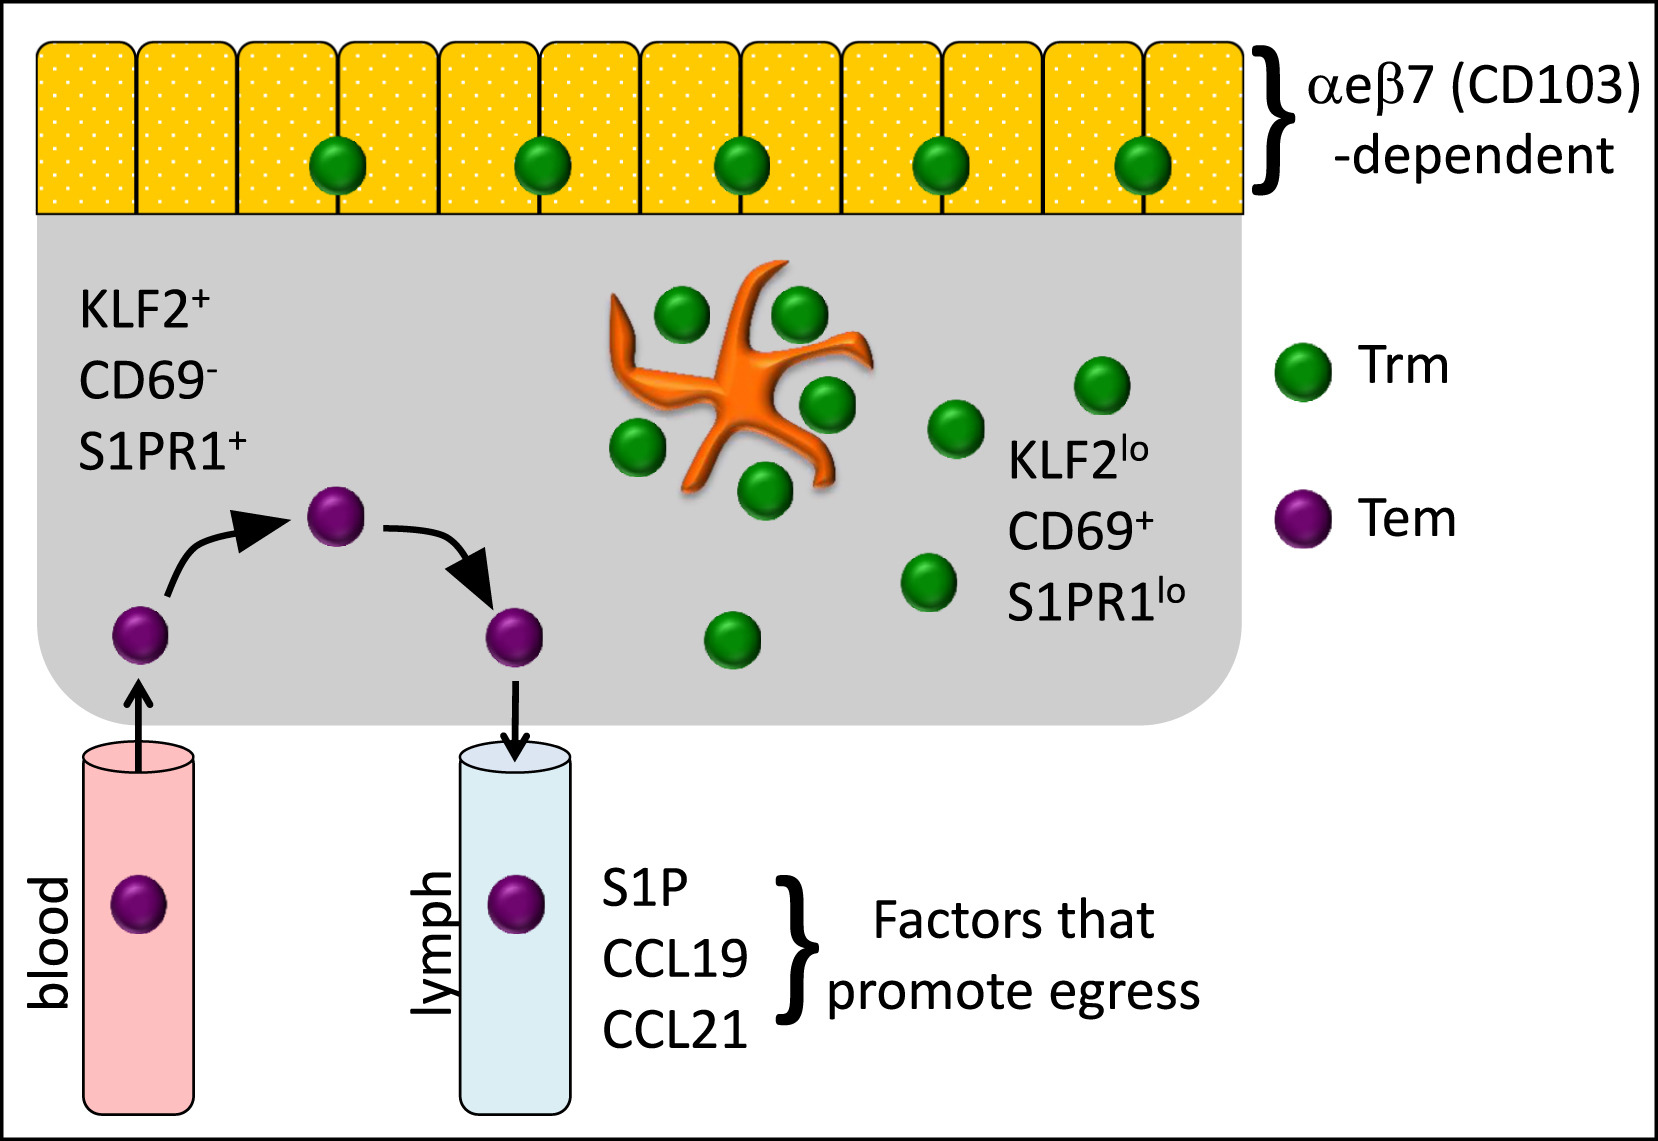 αeβ7 (CD103)
-dependent
KLF2⁺
CD69⁻
S1PR1⁺
Trm
KLF2ˡᵒ
CD69⁺
S1PR1ˡᵒ
Tem
blood
lymph
S1P
CCL19
CCL21
Factors that
promote egress